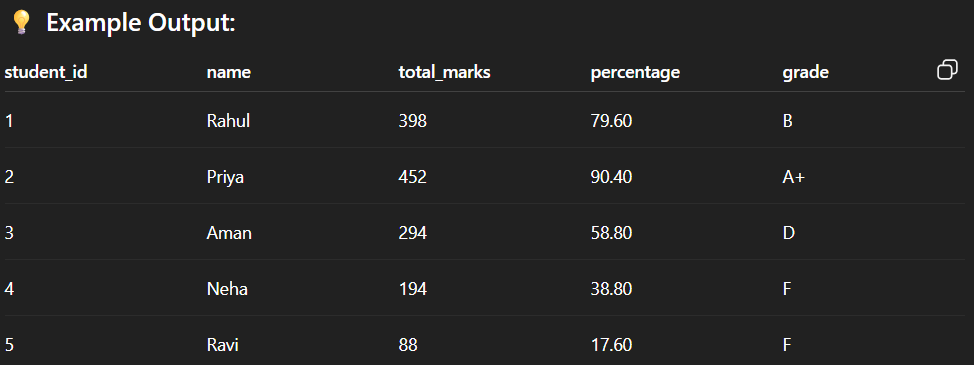 💡 Example Output:
student_id name total_marks percentage grade
1 Rahul 398 79.60 B
2 Priya 452 90.40 A+
3 Aman 294 58.80 D
4 Neha 194 38.80 F
5 Ravi 88 17.60 F